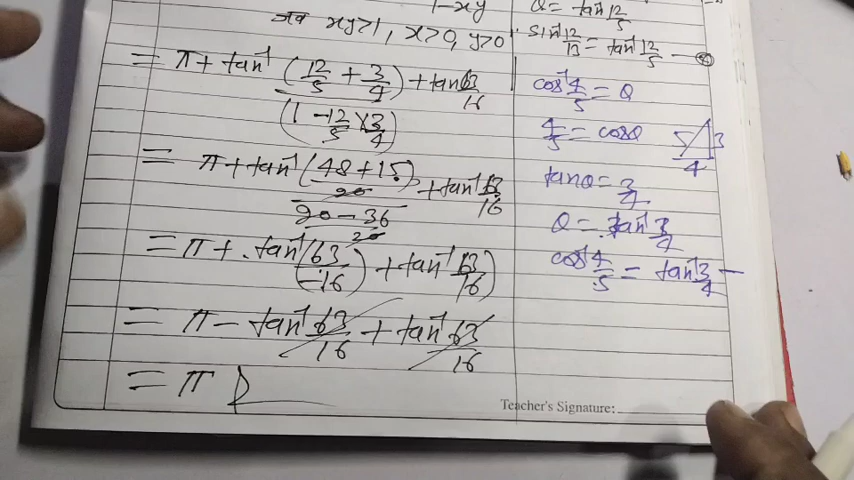 1-xy
जब xy>1, x>0, y>0
= π + tan⁻¹ (12/5 + 3/4) / (1 - 12/5 × 3/4) + tan⁻¹ 63/16
= π + tan⁻¹ (48 + 15)/20 / (20 - 36)/20 + tan⁻¹ 63/16
= π + tan⁻¹ (63/-16) + tan⁻¹ 63/16
= π - tan⁻¹ 63/16 + tan⁻¹ 63/16
= π
θ = tan⁻¹ 12/5
sin⁻¹ 12/13 = tan⁻¹ 12/5
cos⁻¹ 4/5 = θ
4/5 = cosθ
5 3
4
tanθ = 3/4
θ = tan⁻¹ 3/4
cos⁻¹ 4/5 = tan⁻¹ 3/4 -
Teacher's Signature: